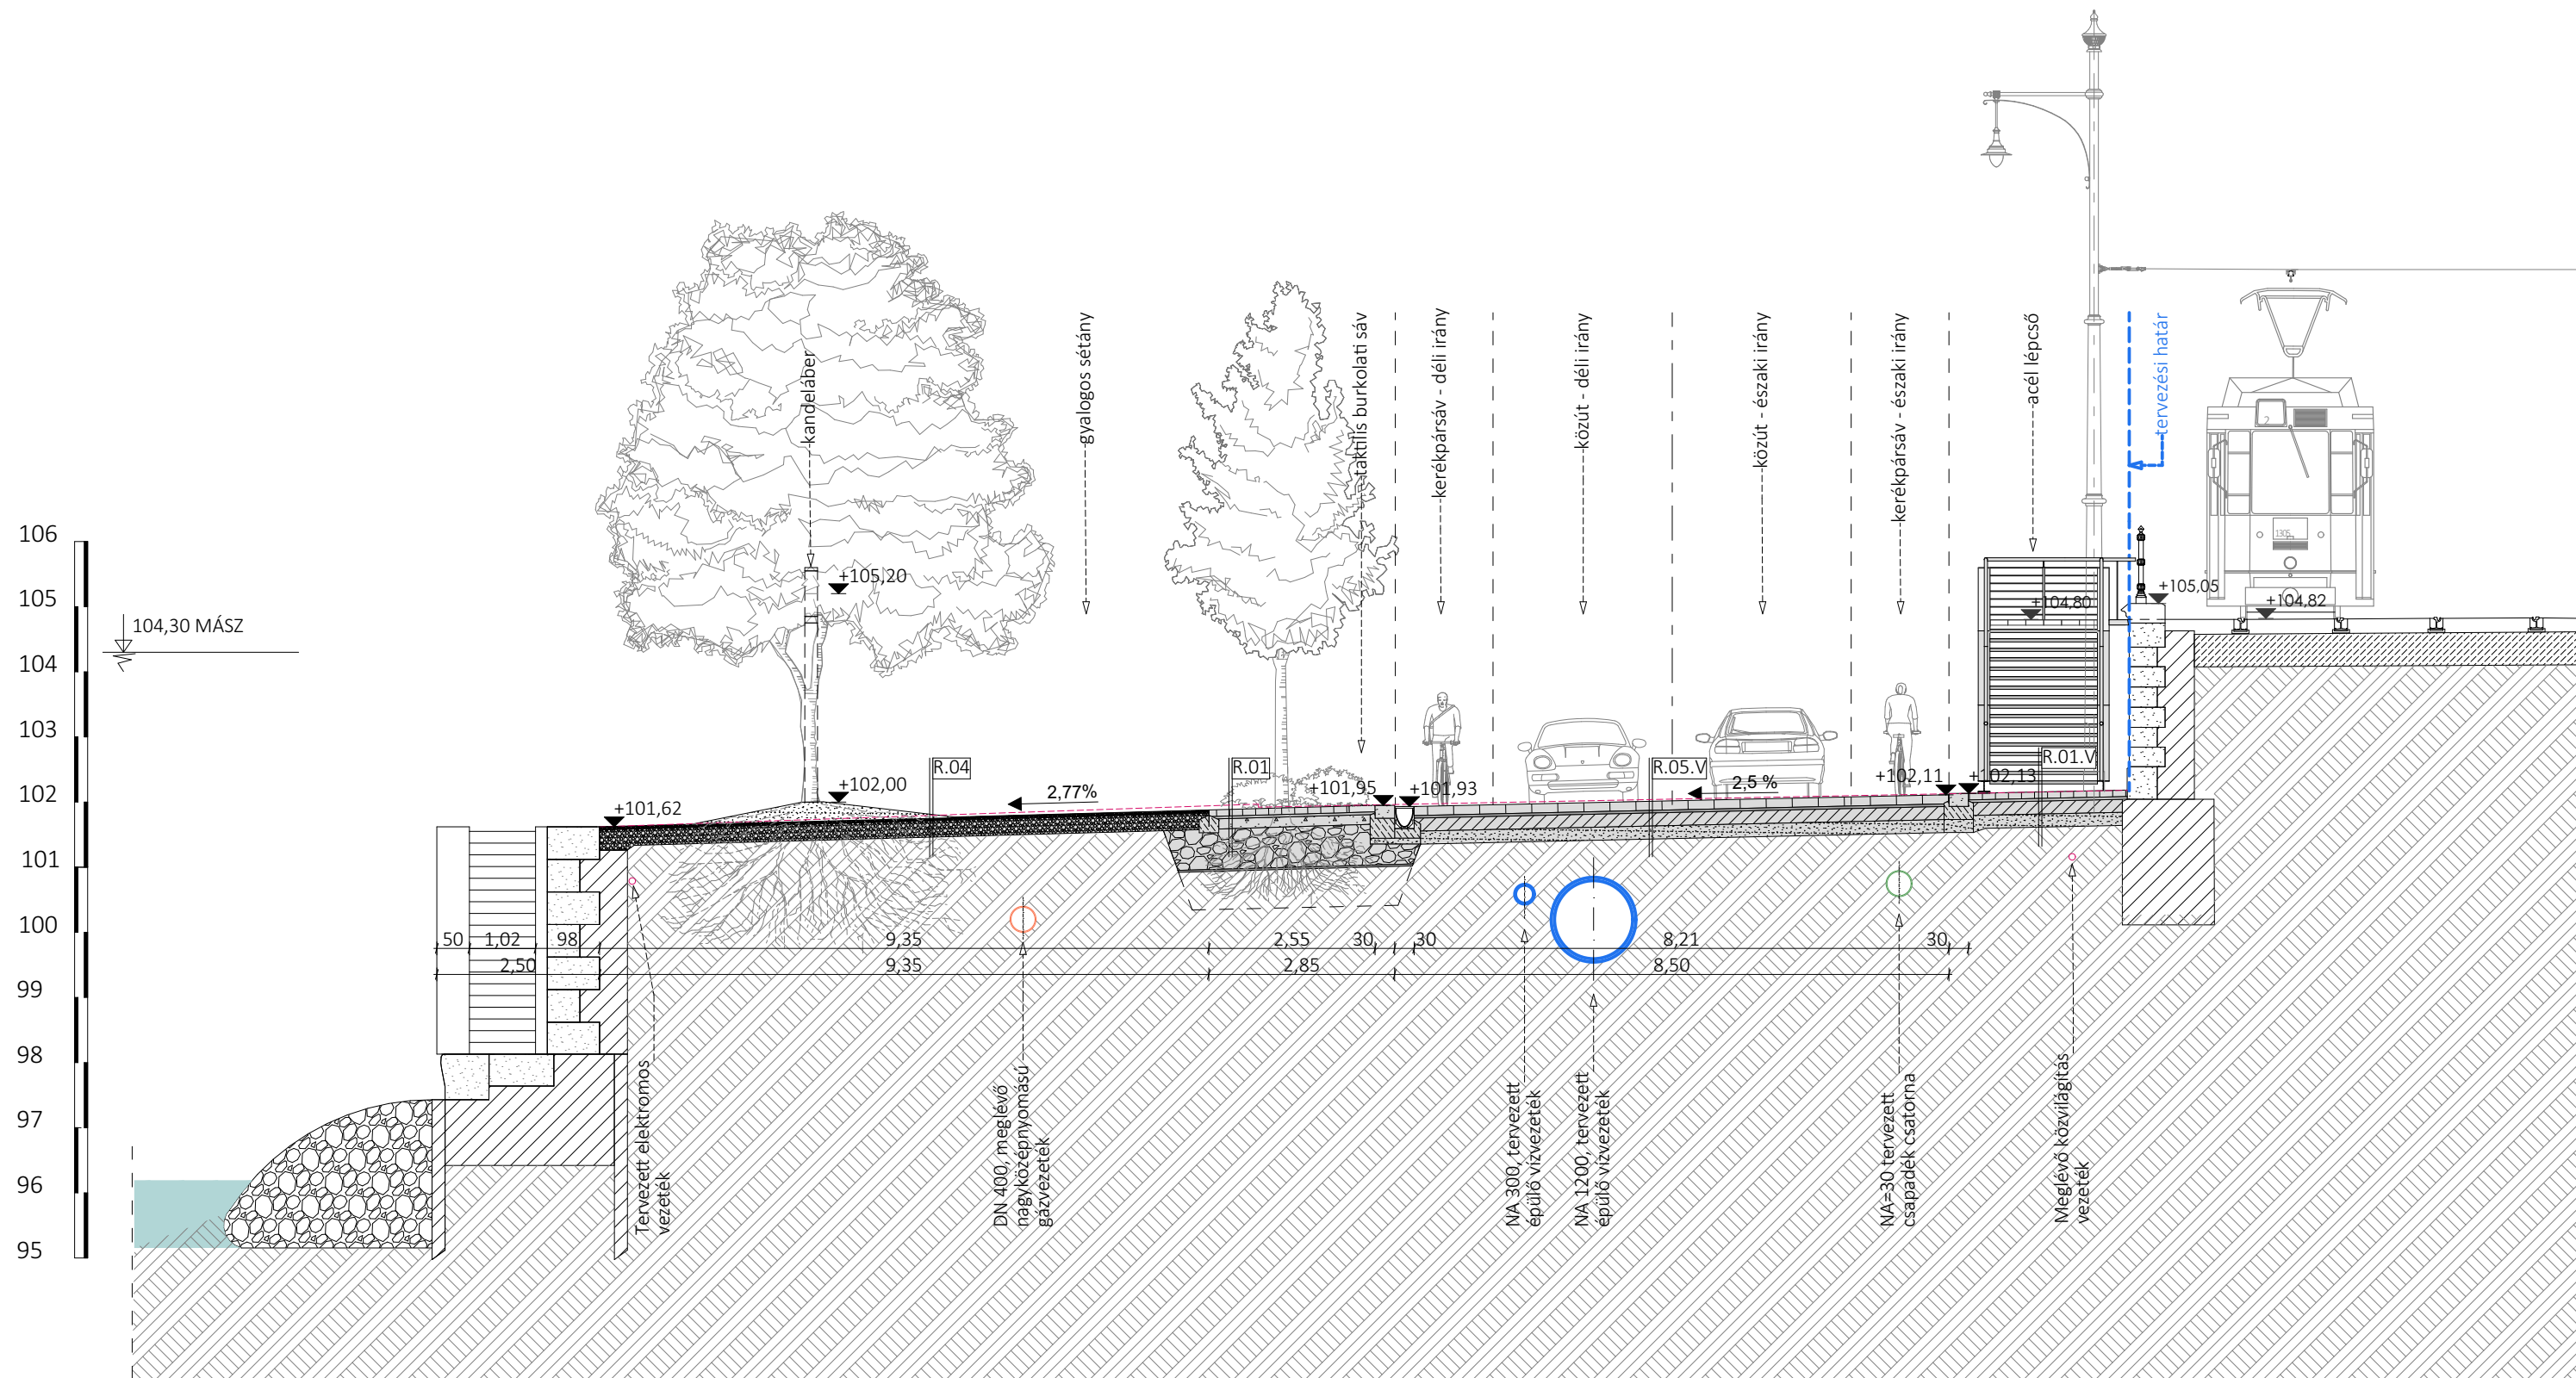 kandeláber
gyalogos sétány
taktilis burkolati sáv
kerékpársáv - déli irány
közút - déli irány
közút - északi irány
kerékpársáv - északi irány
acél lépcső
tervezési határ
2
1305
106
105
104
103
102
101
100
99
98
97
96
95
104,30 MÁSZ
+105,20
+105,05
+104,80
+104,82
R.04
R.01
R.05.V
R.01.V
+102,00
2,77%
+101,95
+101,93
2,5 %
+102,11
+102,13
+101,62
50
1,02
98
9,35
2,55
30
30
8,21
30
2,50
9,35
2,85
8,50
Tervezett elektromos
vezeték
DN 400, meglévő
nagyközépnyomású
gázvezeték
NA 300, tervezett
épülő vízvezeték
NA 1200, tervezett
épülő vízvezeték
NA=30 tervezett
csapadék csatorna
Meglévő közvilágítás
vezeték